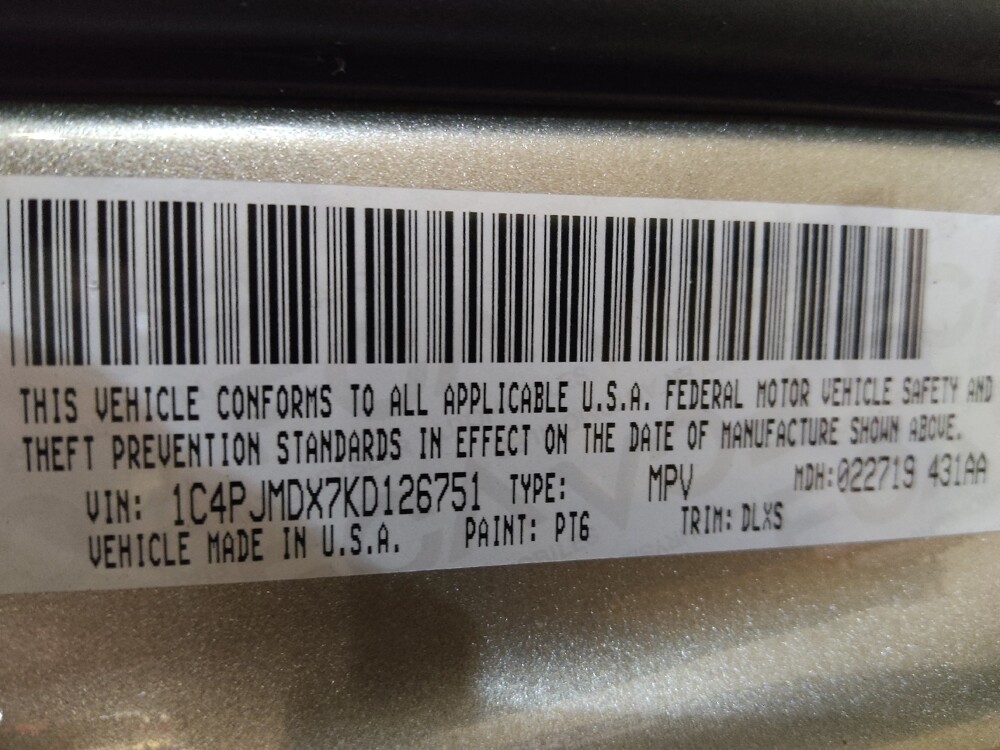 THIS VEHICLE CONFORMS TO ALL APPLICABLE U.S.A. FEDERAL MOTOR VEHICLE SAFETY AND
THEFT PREVENTION STANDARDS IN EFFECT ON THE DATE OF MANUFACTURE SHOWN ABOVE.
VIN: 1C4PJMDX7KD126751 TYPE: MPV MDH:022719 431AA
VEHICLE MADE IN U.S.A. PAINT: PT6 TRIM: DLXS